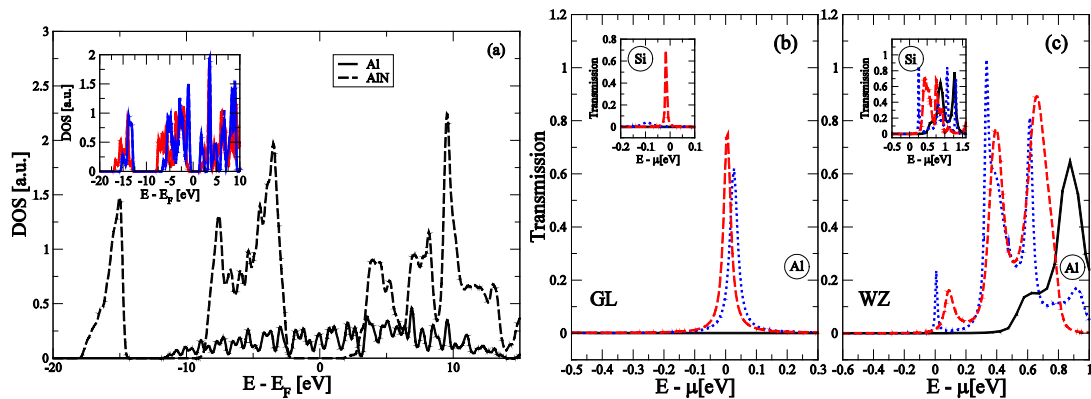 (a)
Al
AlN
DOS [a.u.]
3
2.5
2
1.5
1
0.5
0
-20
-10
0
10
E - E_F [eV]
DOS [a.u.]
2
1.5
1
0.5
0
-20 -15 -10 -5 0 5 10
E - E_F [eV]
(b)
Transmission
1.2
1
0.8
0.6
0.4
0.2
0
-0.5 -0.4 -0.3 -0.2 -0.1 0 0.1 0.2 0.3
E - μ[eV]
GL
Al
Si
Transmission
0.8
0.6
0.4
0.2
0
-0.2 -0.1 0 0.1
E - μ[eV]
(c)
1.2
1
0.8
0.6
0.4
0.2
0
-0.6 -0.4 -0.2 0 0.2 0.4 0.6 0.8 1
E - μ[eV]
WZ
Al
Si
Transmission
1
0.8
0.6
0.4
0.2
0
-0.5 0 0.5 1 1.5
E - μ[eV]